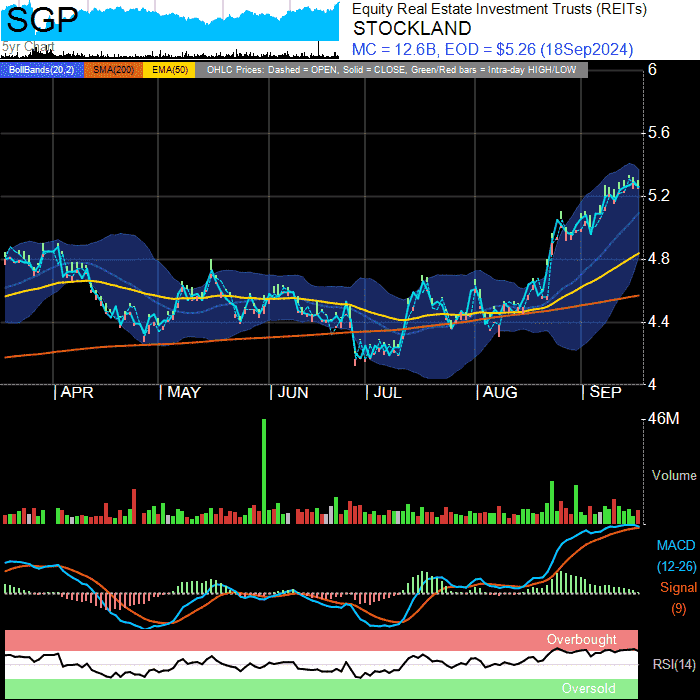 SGP
5yr Chart
Equity Real Estate Investment Trusts (REITs)
STOCKLAND
MC = 12.6B, EOD = $5.26 (18Sep2024)
BollBands(20,2) SMA(200) EMA(50) OHLC Prices: Dashed = OPEN, Solid = CLOSE, Green/Red bars = Intra-day HIGH/LOW
6
5.6
5.2
4.8
4.4
4
APR MAY JUN JUL AUG SEP
46M
Volume
MACD
(12-26)
Signal
(9)
Overbought
RSI(14)
Oversold